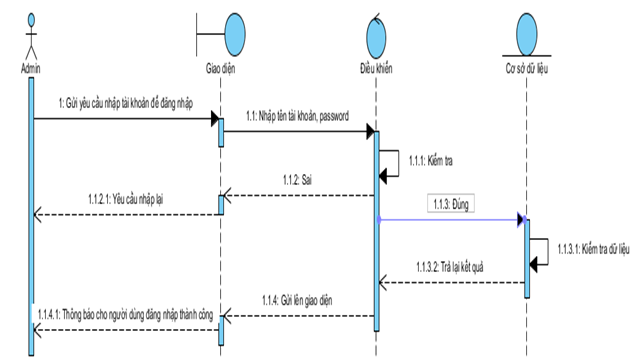 Admin
Giao diện
Điều khiển
Cơ sở dữ liệu
1: Gửi yêu cầu nhập tài khoản để đăng nhập
1.1: Nhập tên tài khoản, password
1.1.1: Kiểm tra
1.1.2: Sai
1.1.2.1: Yêu cầu nhập lại
1.1.3: Đúng
1.1.3.1: Kiểm tra dữ liệu
1.1.3.2: Trả lại kết quả
1.1.4: Gửi lên giao diện
1.1.4.1: Thông báo cho người dùng đăng nhập thành công